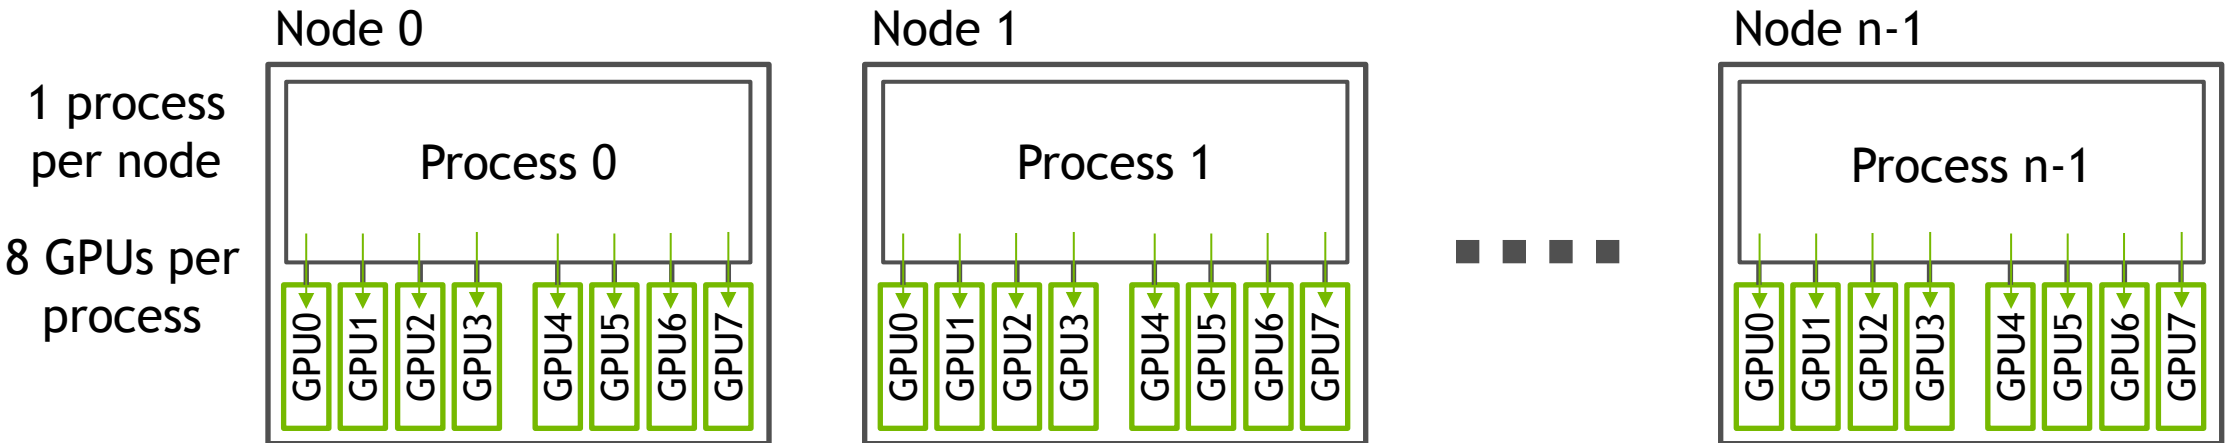 Node 0
Node 1
Node n-1
1 process
per node
8 GPUs per
process
Process 0
GPU0
GPU1
GPU2
GPU3
GPU4
GPU5
GPU6
GPU7
Process 1
GPU0
GPU1
GPU2
GPU3
GPU4
GPU5
GPU6
GPU7
Process n-1
GPU0
GPU1
GPU2
GPU3
GPU4
GPU5
GPU6
GPU7